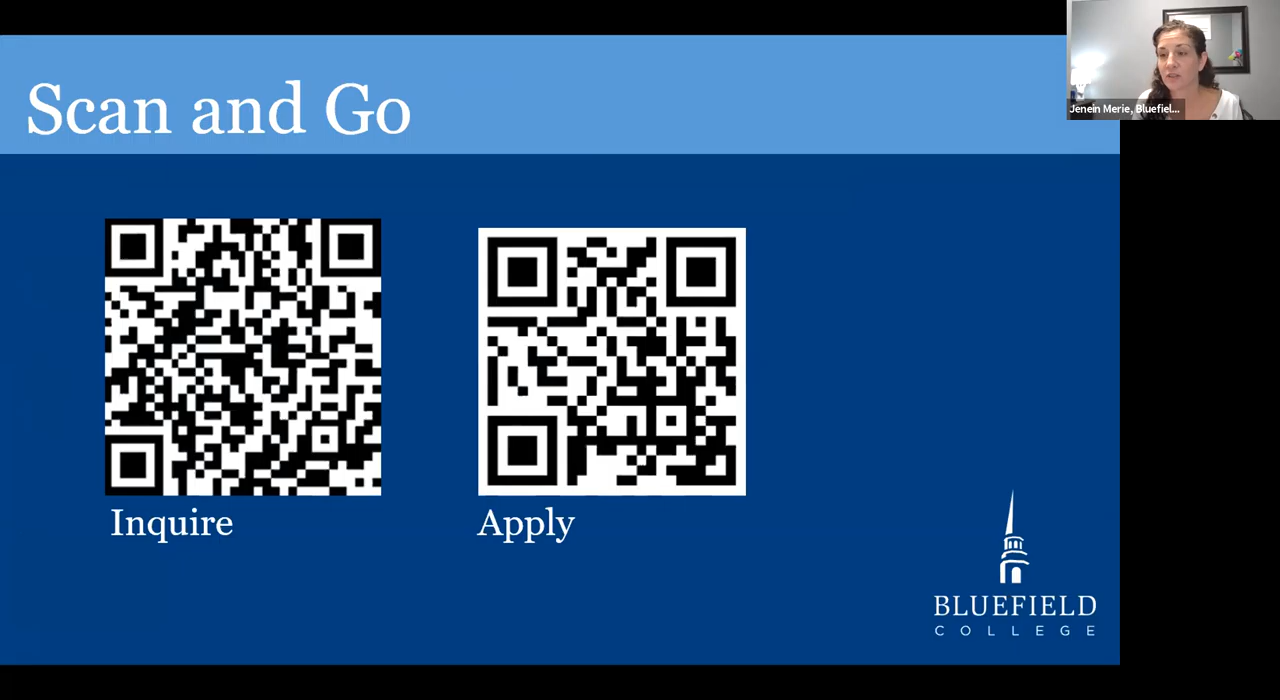 Scan and Go
Jenein Merie, Bluefiel...
Inquire
Apply
BLUEFIELD
COLLEGE